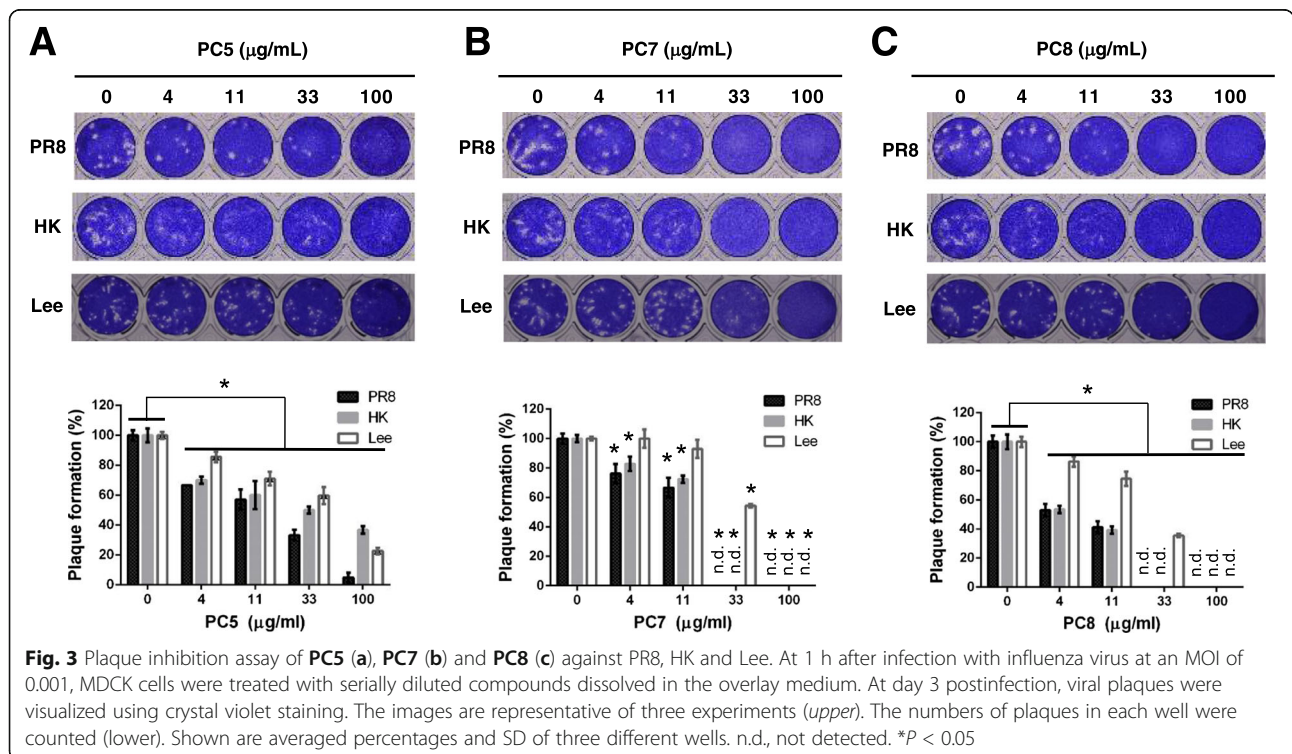 A
PC5 (μg/mL)
0 4 11 33 100
PR8
HK
Lee
*
Plaque formation (%)
120
100
80
60
40
20
0
PR8
HK
Lee
0 4 11 33 100
PC5 (μg/ml)
B
PC7 (μg/mL)
0 4 11 33 100
PR8
HK
Lee
Plaque formation (%)
120
100
80
60
40
20
0
PR8
HK
Lee
* *
* *
*
* * * * *
n.d. n.d. n.d. n.d. n.d.
0 4 11 33 100
PC7 (μg/ml)
C
PC8 (μg/mL)
0 4 11 33 100
PR8
HK
Lee
*
Plaque formation (%)
120
100
80
60
40
20
0
PR8
HK
Lee
n.d. n.d. n.d. n.d. n.d.
0 4 11 33 100
PC8 (μg/ml)
Fig. 3 Plaque inhibition assay of PC5 (a), PC7 (b) and PC8 (c) against PR8, HK and Lee. At 1 h after infection with influenza virus at an MOI of
0.001, MDCK cells were treated with serially diluted compounds dissolved in the overlay medium. At day 3 postinfection, viral plaques were
visualized using crystal violet staining. The images are representative of three experiments (upper). The numbers of plaques in each well were
counted (lower). Shown are averaged percentages and SD of three different wells. n.d., not detected. *P < 0.05